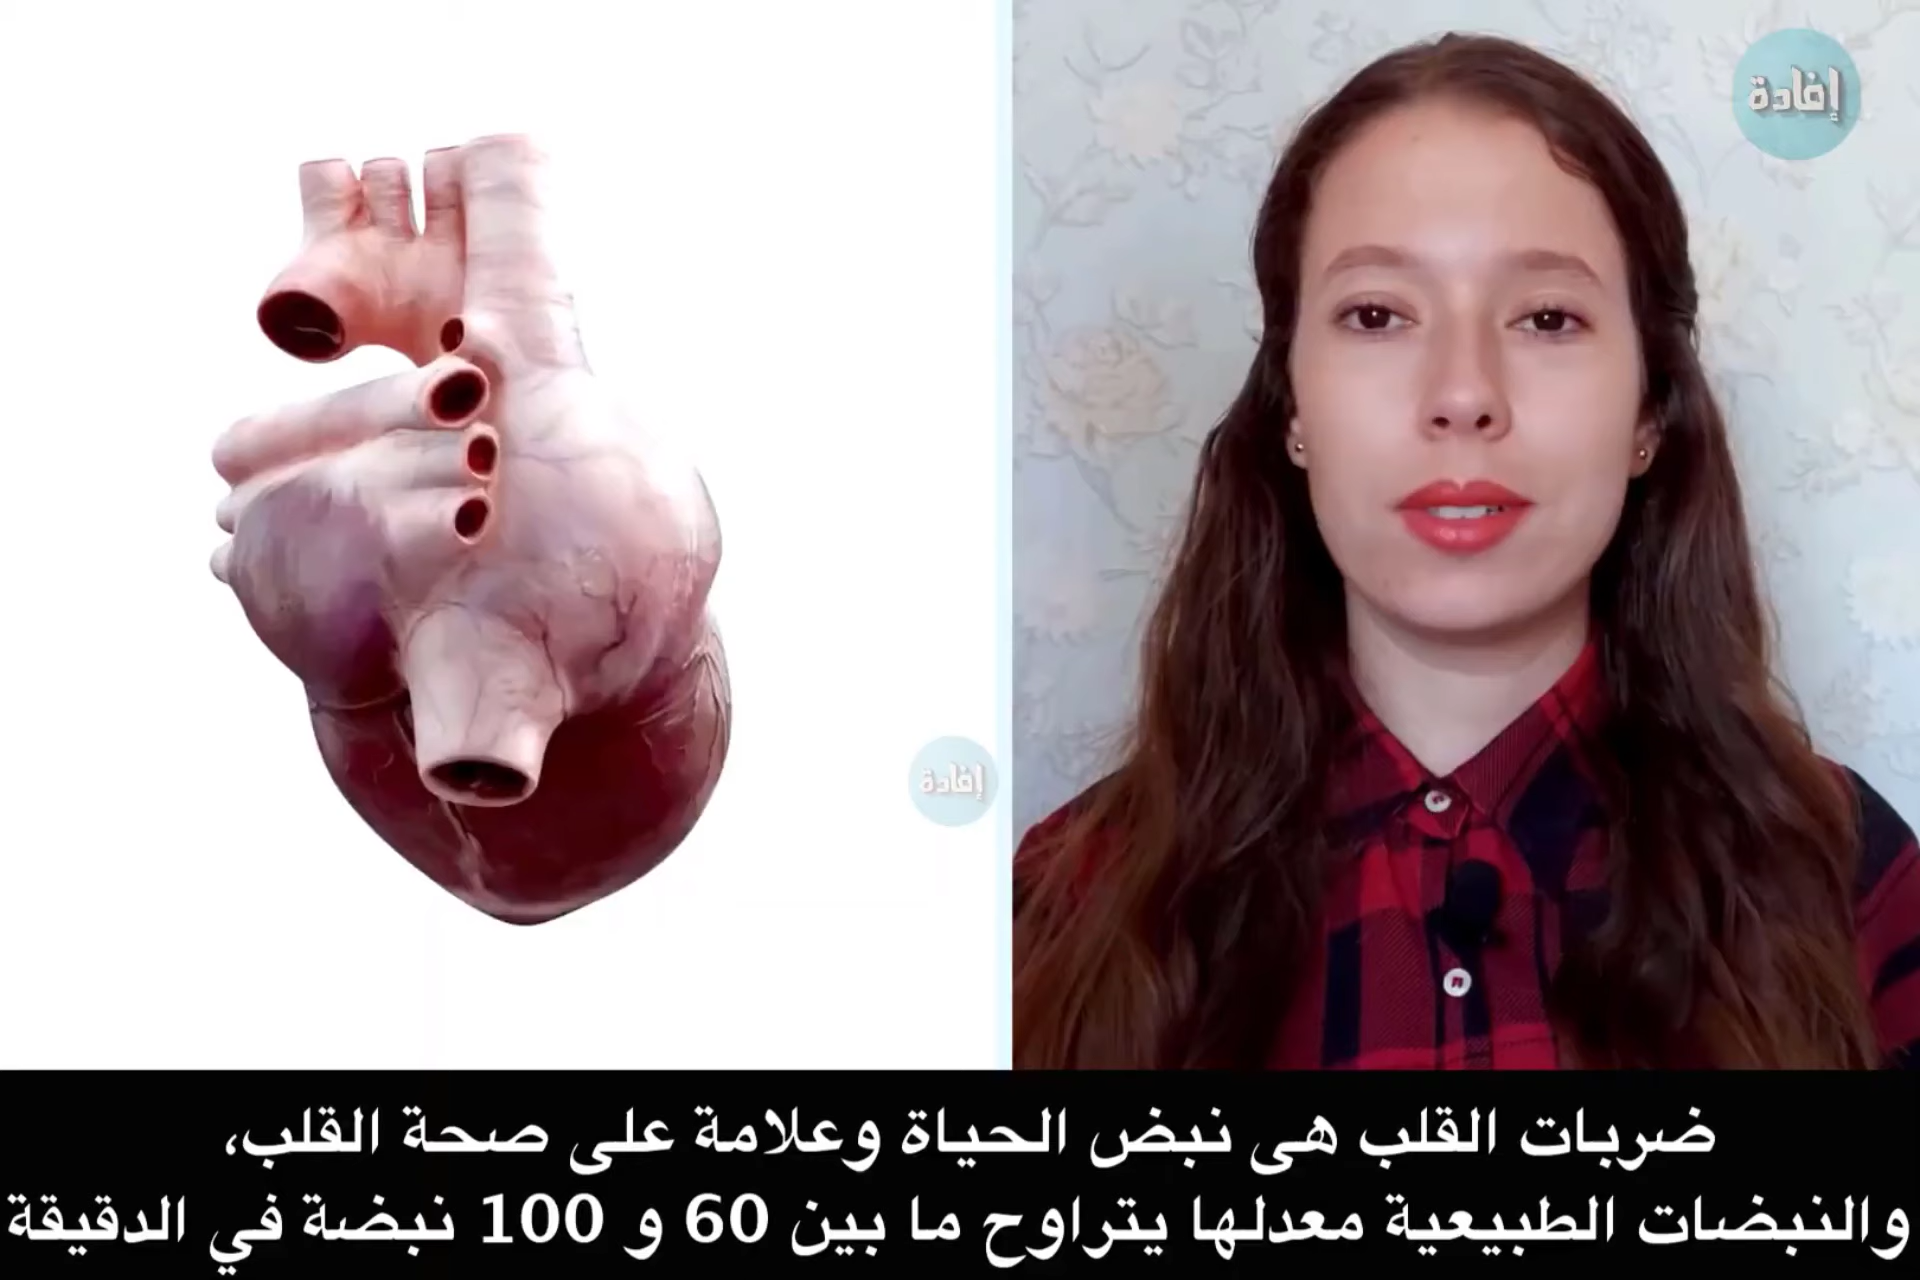 إفادة
إفادة
ضربات القلب هى نبض الحياة وعلامة على صحة القلب،
والنبضات الطبيعية معدلها يتراوح ما بين 60 و 100 نبضة في الدقيقة